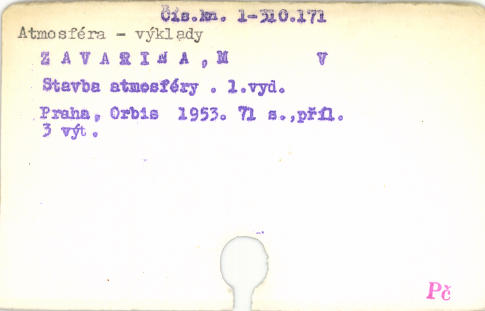 Čís.kn. 1-310.171
Atmosféra - výklady
Z A V A R I N A , M V
Stavba atmosféry . 1.vyd.
Praha, Orbis 1953. 71 s.,příl.
3 výt.
Pč